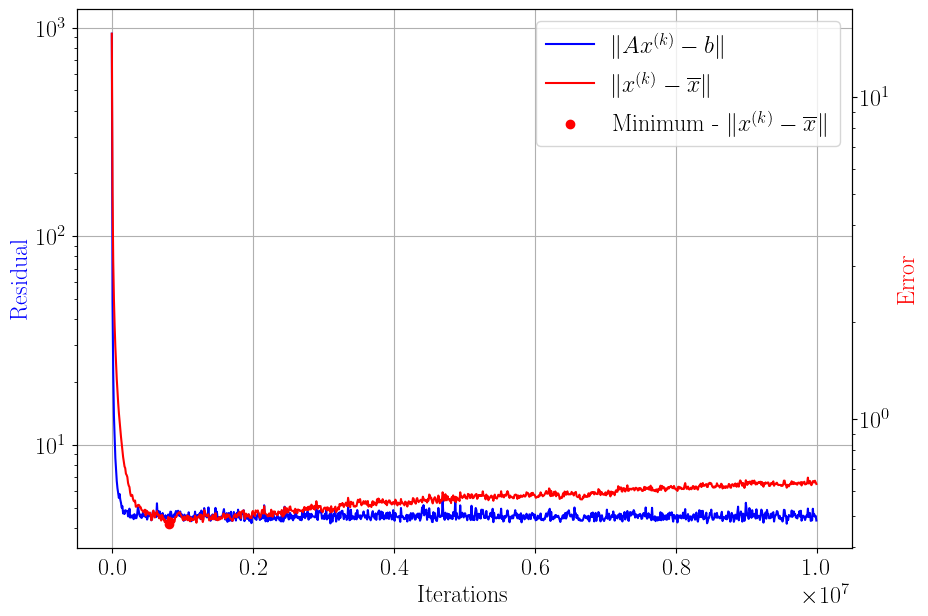 ‖Ax^(k) − b‖
‖x^(k) − x̅‖
Minimum - ‖x^(k) − x̅‖
Residual
10³
10²
10¹
Error
10¹
10⁰
0.0 0.2 0.4 0.6 0.8 1.0
Iterations
×10⁷